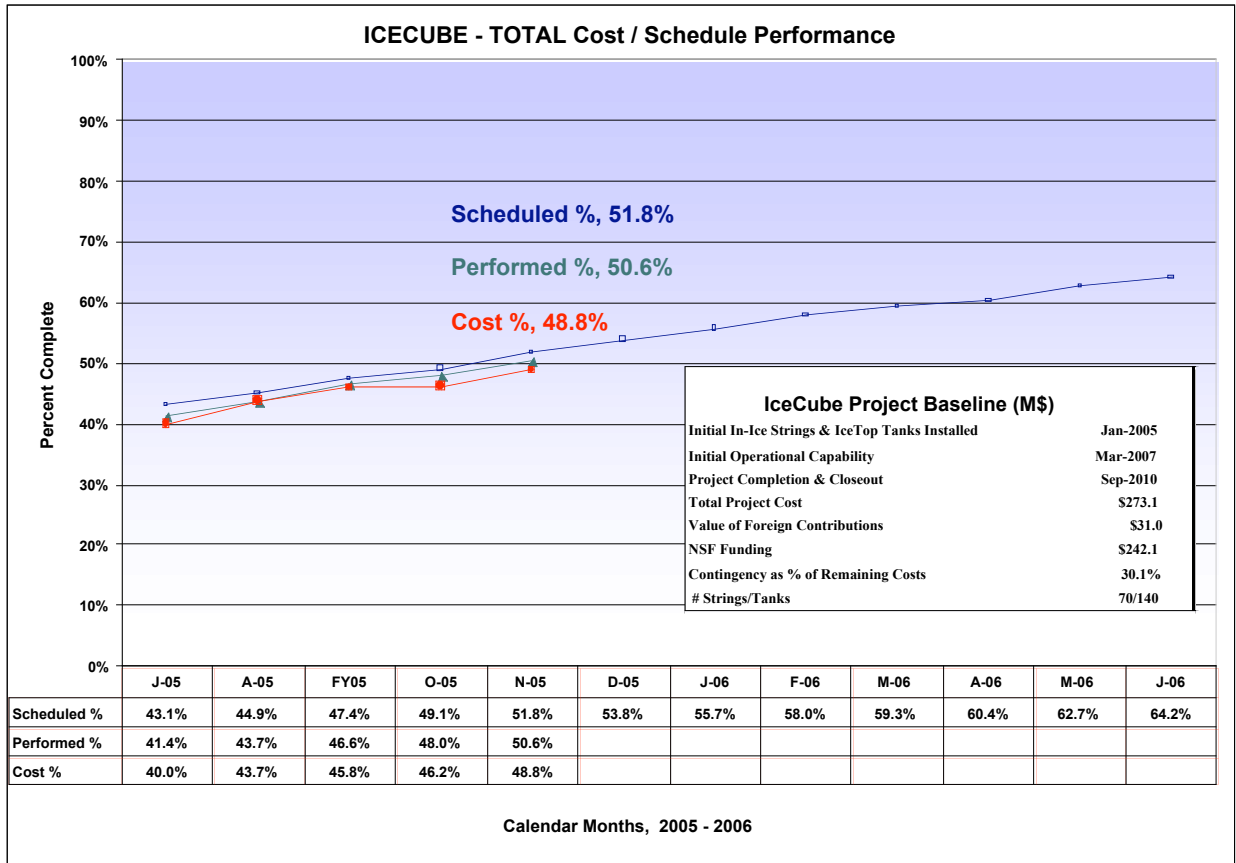 ICECUBE - TOTAL Cost / Schedule Performance
100%
90%
80%
70%
60%
50%
40%
30%
20%
10%
0%
Percent Complete
Scheduled %, 51.8%
Performed %, 50.6%
Cost %, 48.8%
IceCube Project Baseline (M$)
Initial In-Ice Strings & IceTop Tanks Installed Jan-2005
Initial Operational Capability Mar-2007
Project Completion & Closeout Sep-2010
Total Project Cost $273.1
Value of Foreign Contributions $31.0
NSF Funding $242.1
Contingency as % of Remaining Costs 30.1%
# Strings/Tanks 70/140
J-05 A-05 FY05 O-05 N-05 D-05 J-06 F-06 M-06 A-06 M-06 J-06
Scheduled % 43.1% 44.9% 47.4% 49.1% 51.8% 53.8% 55.7% 58.0% 59.3% 60.4% 62.7% 64.2%
Performed % 41.4% 43.7% 46.6% 48.0% 50.6%
Cost % 40.0% 43.7% 45.8% 46.2% 48.8%
Calendar Months, 2005 - 2006